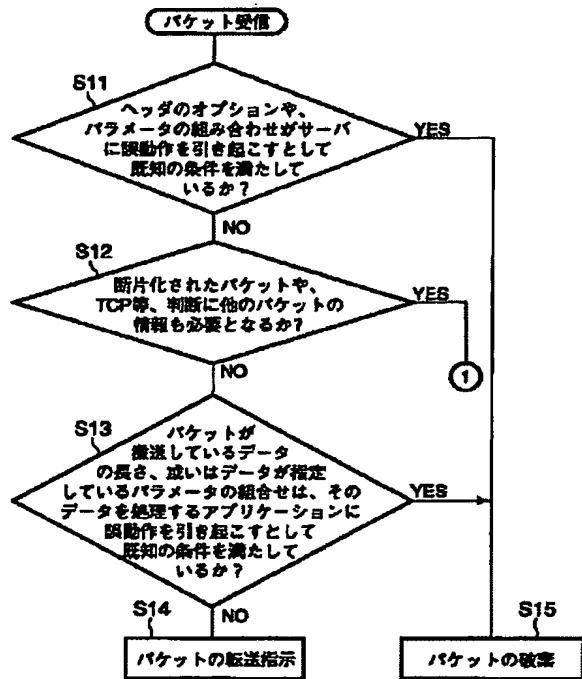 パケット受信
S11
ヘッダのオプションや、
パラメータの組み合わせがサーバ
に誤動作を引き起こすとして
既知の条件を満たして
いるか?
YES
NO
S12
断片化されたパケットや、
TCP等、判断に他のパケットの
情報も必要となるか?
YES
1
NO
S13
パケットが
搬送しているデータ
の長さ、或いはデータが指定
しているパラメータの組合せは、その
データを処理するアプリケーションに
誤動作を引き起こすとして
既知の条件を満たして
いるか?
YES
NO
S14
パケットの転送指示
S15
パケットの破棄